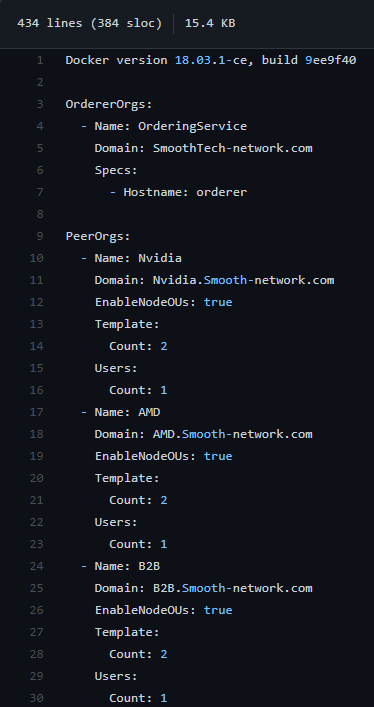 434 lines (384 sloc) 15.4 KB
1 Docker version 18.03.1-ce, build 9ee9f40
2
3 OrdererOrgs:
4 - Name: OrderingService
5 Domain: SmoothTech-network.com
6 Specs:
7 - Hostname: orderer
8
9 PeerOrgs:
10 - Name: Nvidia
11 Domain: Nvidia.Smooth-network.com
12 EnableNodeOUs: true
13 Template:
14 Count: 2
15 Users:
16 Count: 1
17 - Name: AMD
18 Domain: AMD.Smooth-network.com
19 EnableNodeOUs: true
20 Template:
21 Count: 2
22 Users:
23 Count: 1
24 - Name: B2B
25 Domain: B2B.Smooth-network.com
26 EnableNodeOUs: true
27 Template:
28 Count: 2
29 Users:
30 Count: 1